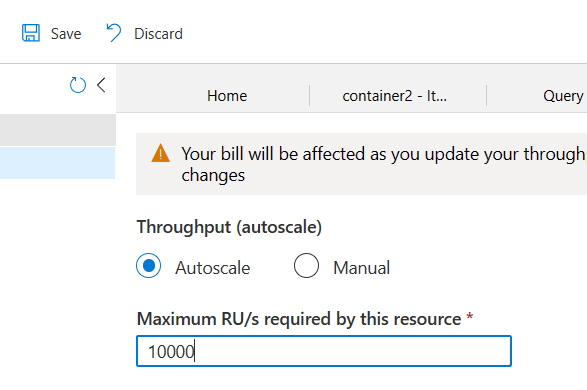 Save Discard
Home container2 - It... Query
Your bill will be affected as you update your through
changes
Throughput (autoscale)
Autoscale Manual
Maximum RU/s required by this resource *
10000